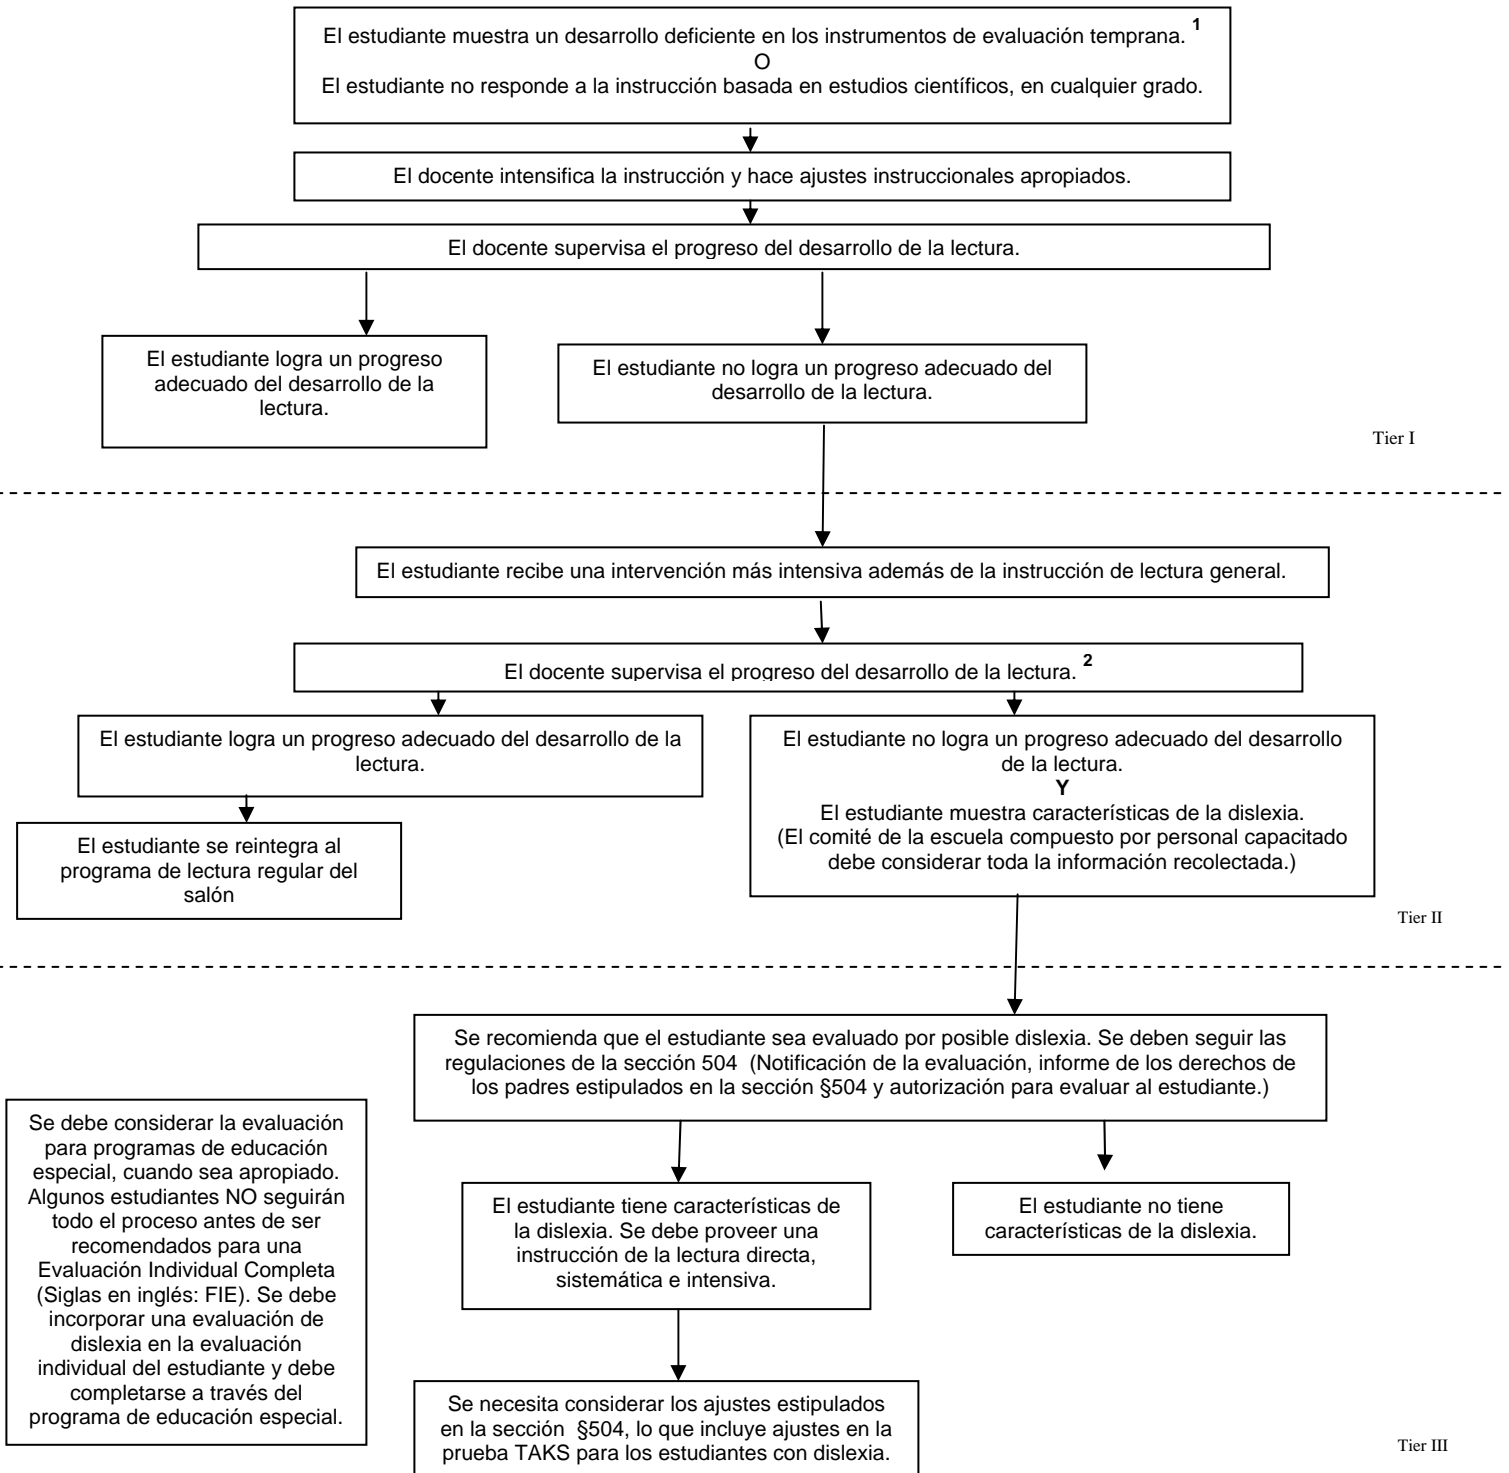 El estudiante muestra un desarrollo deficiente en los instrumentos de evaluación temprana. 1
O
El estudiante no responde a la instrucción basada en estudios científicos, en cualquier grado.
El docente intensifica la instrucción y hace ajustes instruccionales apropiados.
El docente supervisa el progreso del desarrollo de la lectura.
El estudiante logra un progreso
adecuado del desarrollo de la
lectura.
El estudiante no logra un progreso adecuado del
desarrollo de la lectura.
Tier I
El estudiante recibe una intervención más intensiva además de la instrucción de lectura general.
El docente supervisa el progreso del desarrollo de la lectura. 2
El estudiante logra un progreso adecuado del desarrollo de la
lectura.
El estudiante se reintegra al
programa de lectura regular del
salón
El estudiante no logra un progreso adecuado del desarrollo
de la lectura.
Y
El estudiante muestra características de la dislexia.
(El comité de la escuela compuesto por personal capacitado
debe considerar toda la información recolectada.)
Tier II
Se recomienda que el estudiante sea evaluado por posible dislexia. Se deben seguir las
regulaciones de la sección 504 (Notificación de la evaluación, informe de los derechos de
los padres estipulados en la sección §504 y autorización para evaluar al estudiante.)
Se debe considerar la evaluación
para programas de educación
especial, cuando sea apropiado.
Algunos estudiantes NO seguirán
todo el proceso antes de ser
recomendados para una
Evaluación Individual Completa
(Siglas en inglés: FIE). Se debe
incorporar una evaluación de
dislexia en la evaluación
individual del estudiante y debe
completarse a través del
programa de educación especial.
El estudiante tiene características de
la dislexia. Se debe proveer una
instrucción de la lectura directa,
sistemática e intensiva.
El estudiante no tiene
características de la dislexia.
Se necesita considerar los ajustes estipulados
en la sección §504, lo que incluye ajustes en la
prueba TAKS para los estudiantes con dislexia.
Tier III